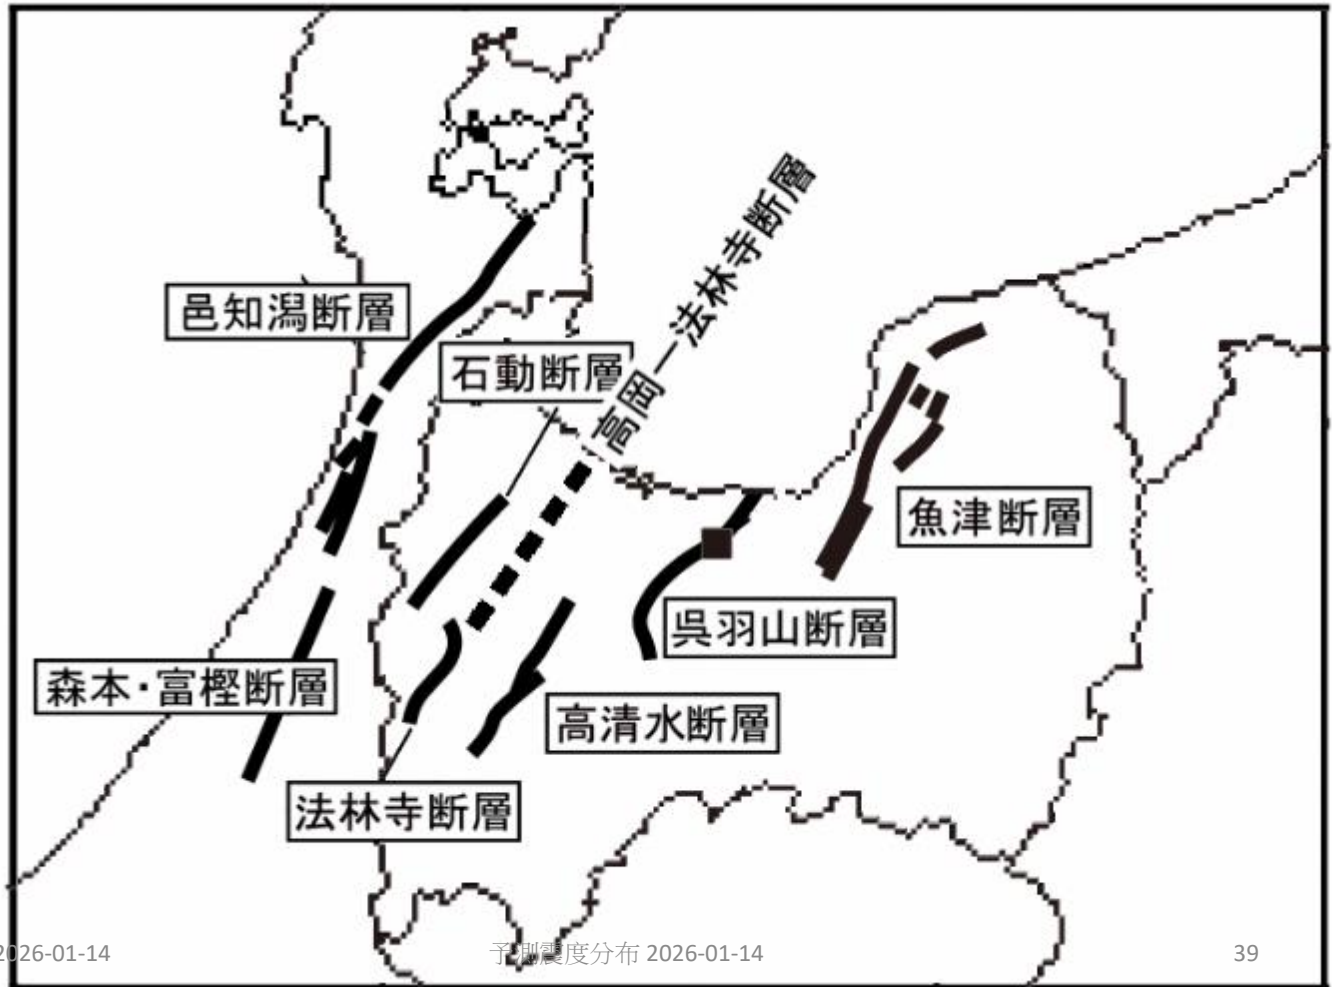 高岡―法林寺断層
邑知潟断層
石動断層
魚津断層
呉羽山断層
森本・富樫断層
高清水断層
法林寺断層
2026-01-14
予測震度分布 2026-01-14
39